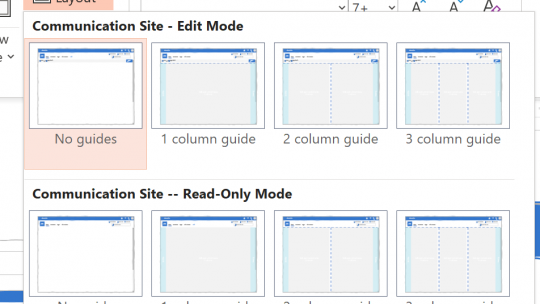 Layout
7+
Communication Site - Edit Mode
No guides
1 column guide
2 column guide
3 column guide
Communication Site -- Read-Only Mode